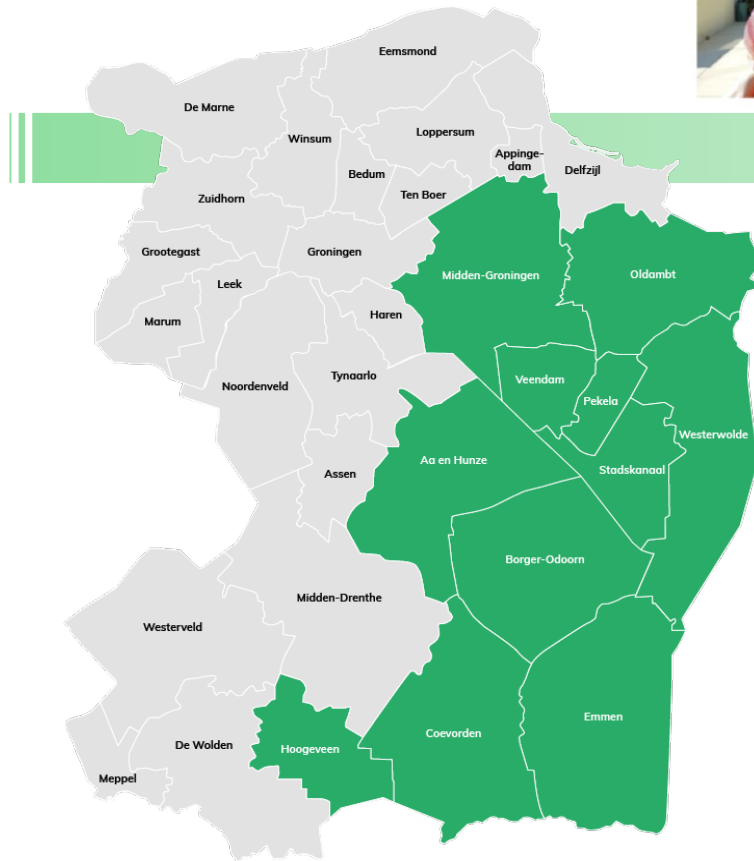 Eemsmond
De Marne
Winsum
Loppersum
Appinge-
dam
Delfzijl
Bedum
Ten Boer
Zuidhorn
Grootegast
Groningen
Leek
Midden-Groningen
Oldambt
Marum
Haren
Noordenveld
Tynaarlo
Veendam
Pekela
Westerwolde
Aa en Hunze
Stadskanaal
Assen
Borger-Odoorn
Midden-Drenthe
Westerveld
Emmen
Coevorden
De Wolden
Hoogeveen
Meppel